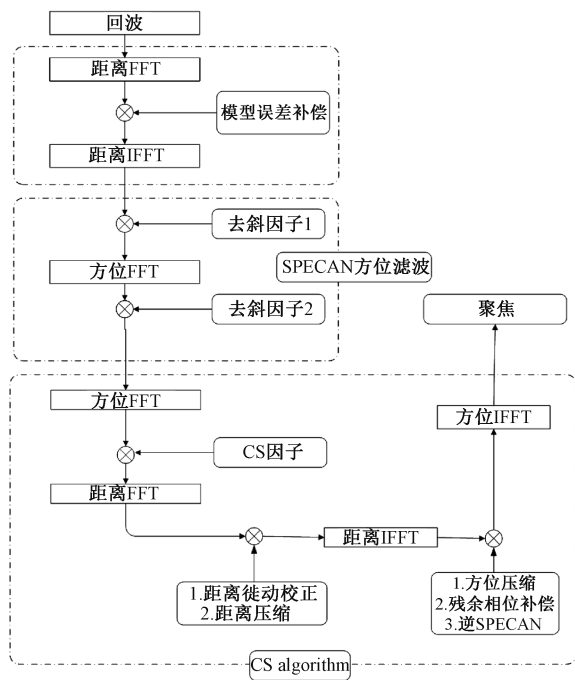 回波
距离FFT
模型误差补偿
距离IFFT
去斜因子1
方位FFT
SPECAN方位滤波
去斜因子2
聚焦
方位FFT
方位IFFT
CS因子
距离FFT
距离IFFT
1.距离徙动校正
2.距离压缩
1.方位压缩
2.残余相位补偿
3.逆SPECAN
CS algorithm